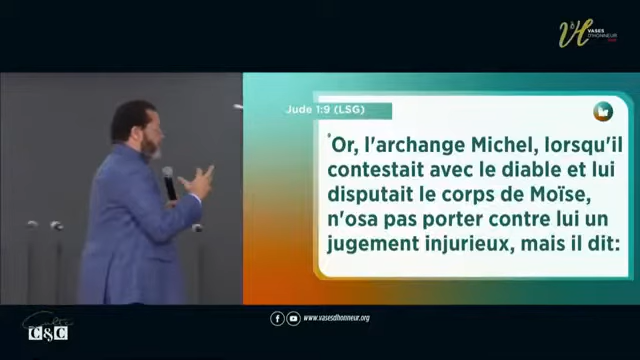 VASES
D'HONNEUR
Jude 1:9 (LSG)
"Or, l'archange Michel, lorsqu'il
contestait avec le diable et lui
disputait le corps de Moïse,
n'osa pas porter contre lui un
jugement injurieux, mais il dit:
www.vasesdhonneur.org
Culte
C&C